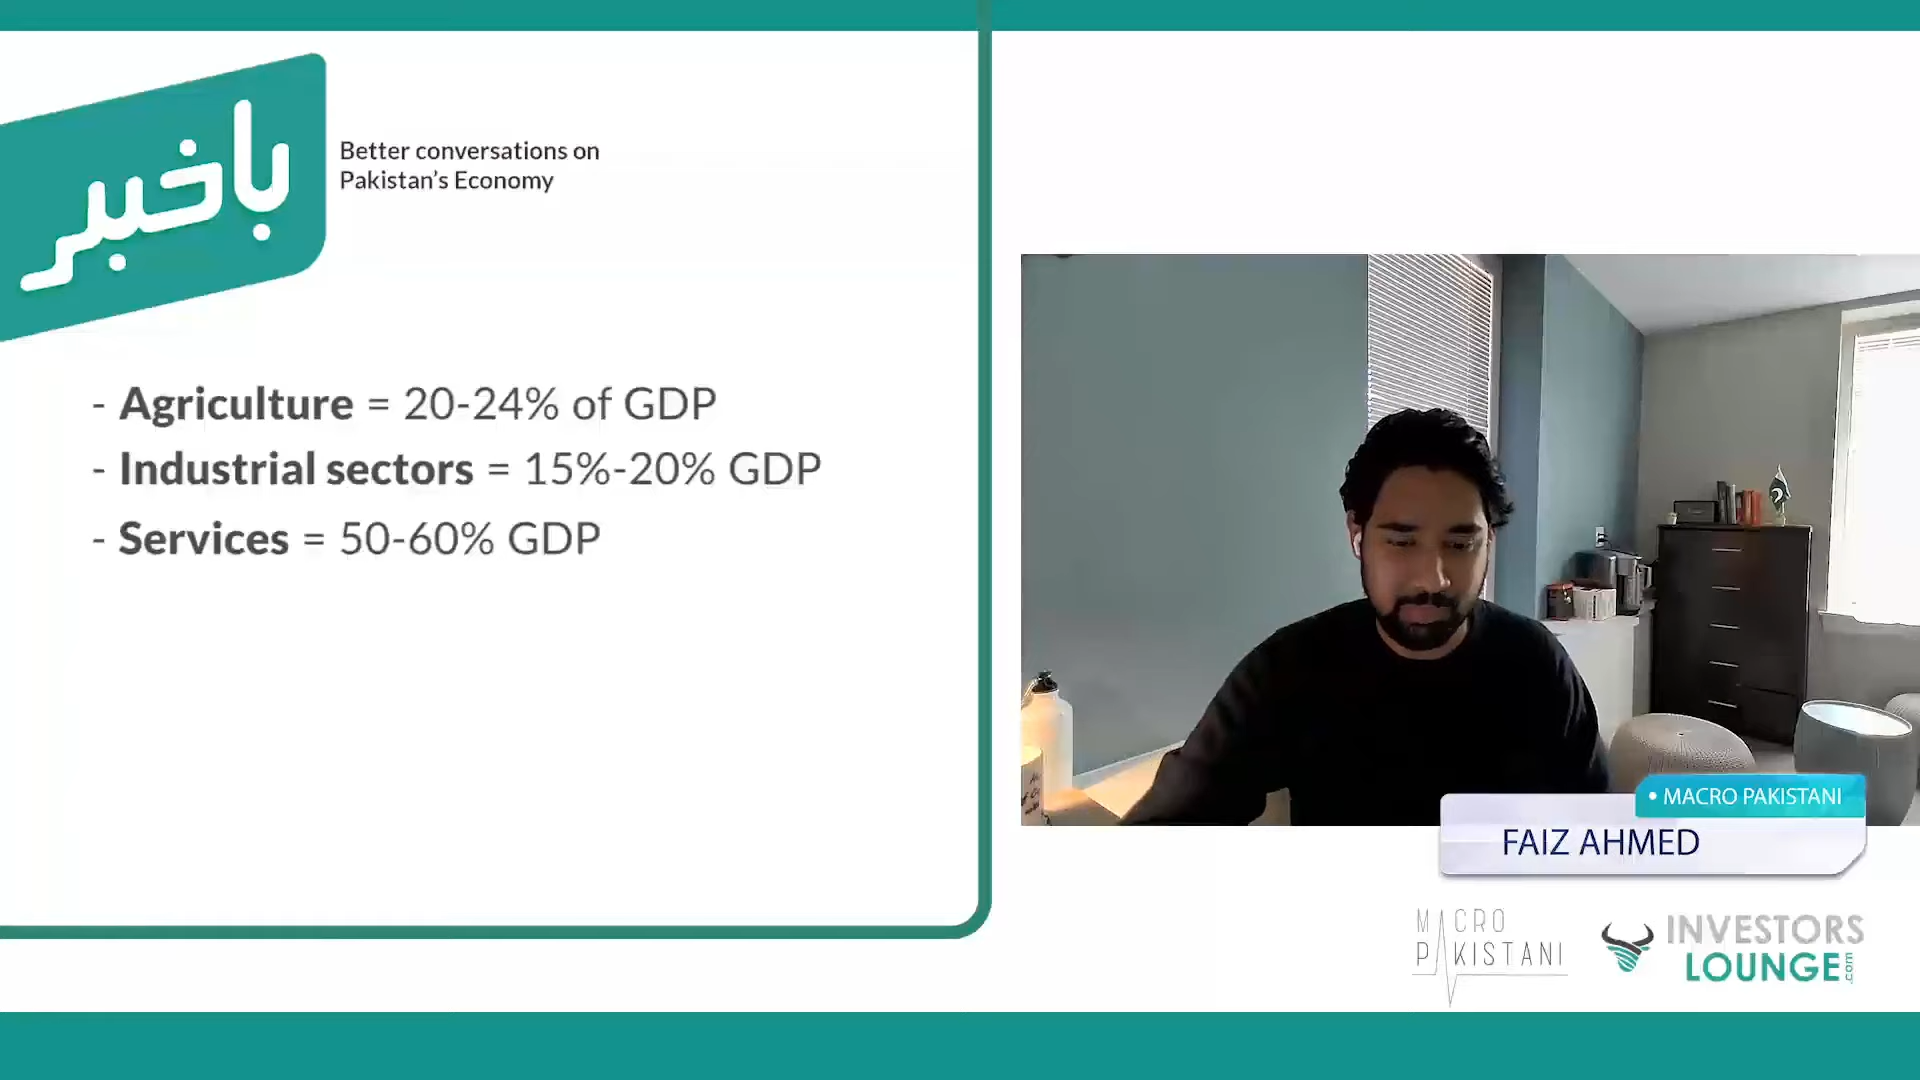 باخبر
Better conversations on
Pakistan's Economy
- Agriculture = 20-24% of GDP
- Industrial sectors = 15%-20% GDP
- Services = 50-60% GDP
• MACRO PAKISTANI
FAIZ AHMED
MACRO
PAKISTANI
INVESTORS
LOUNGE.com